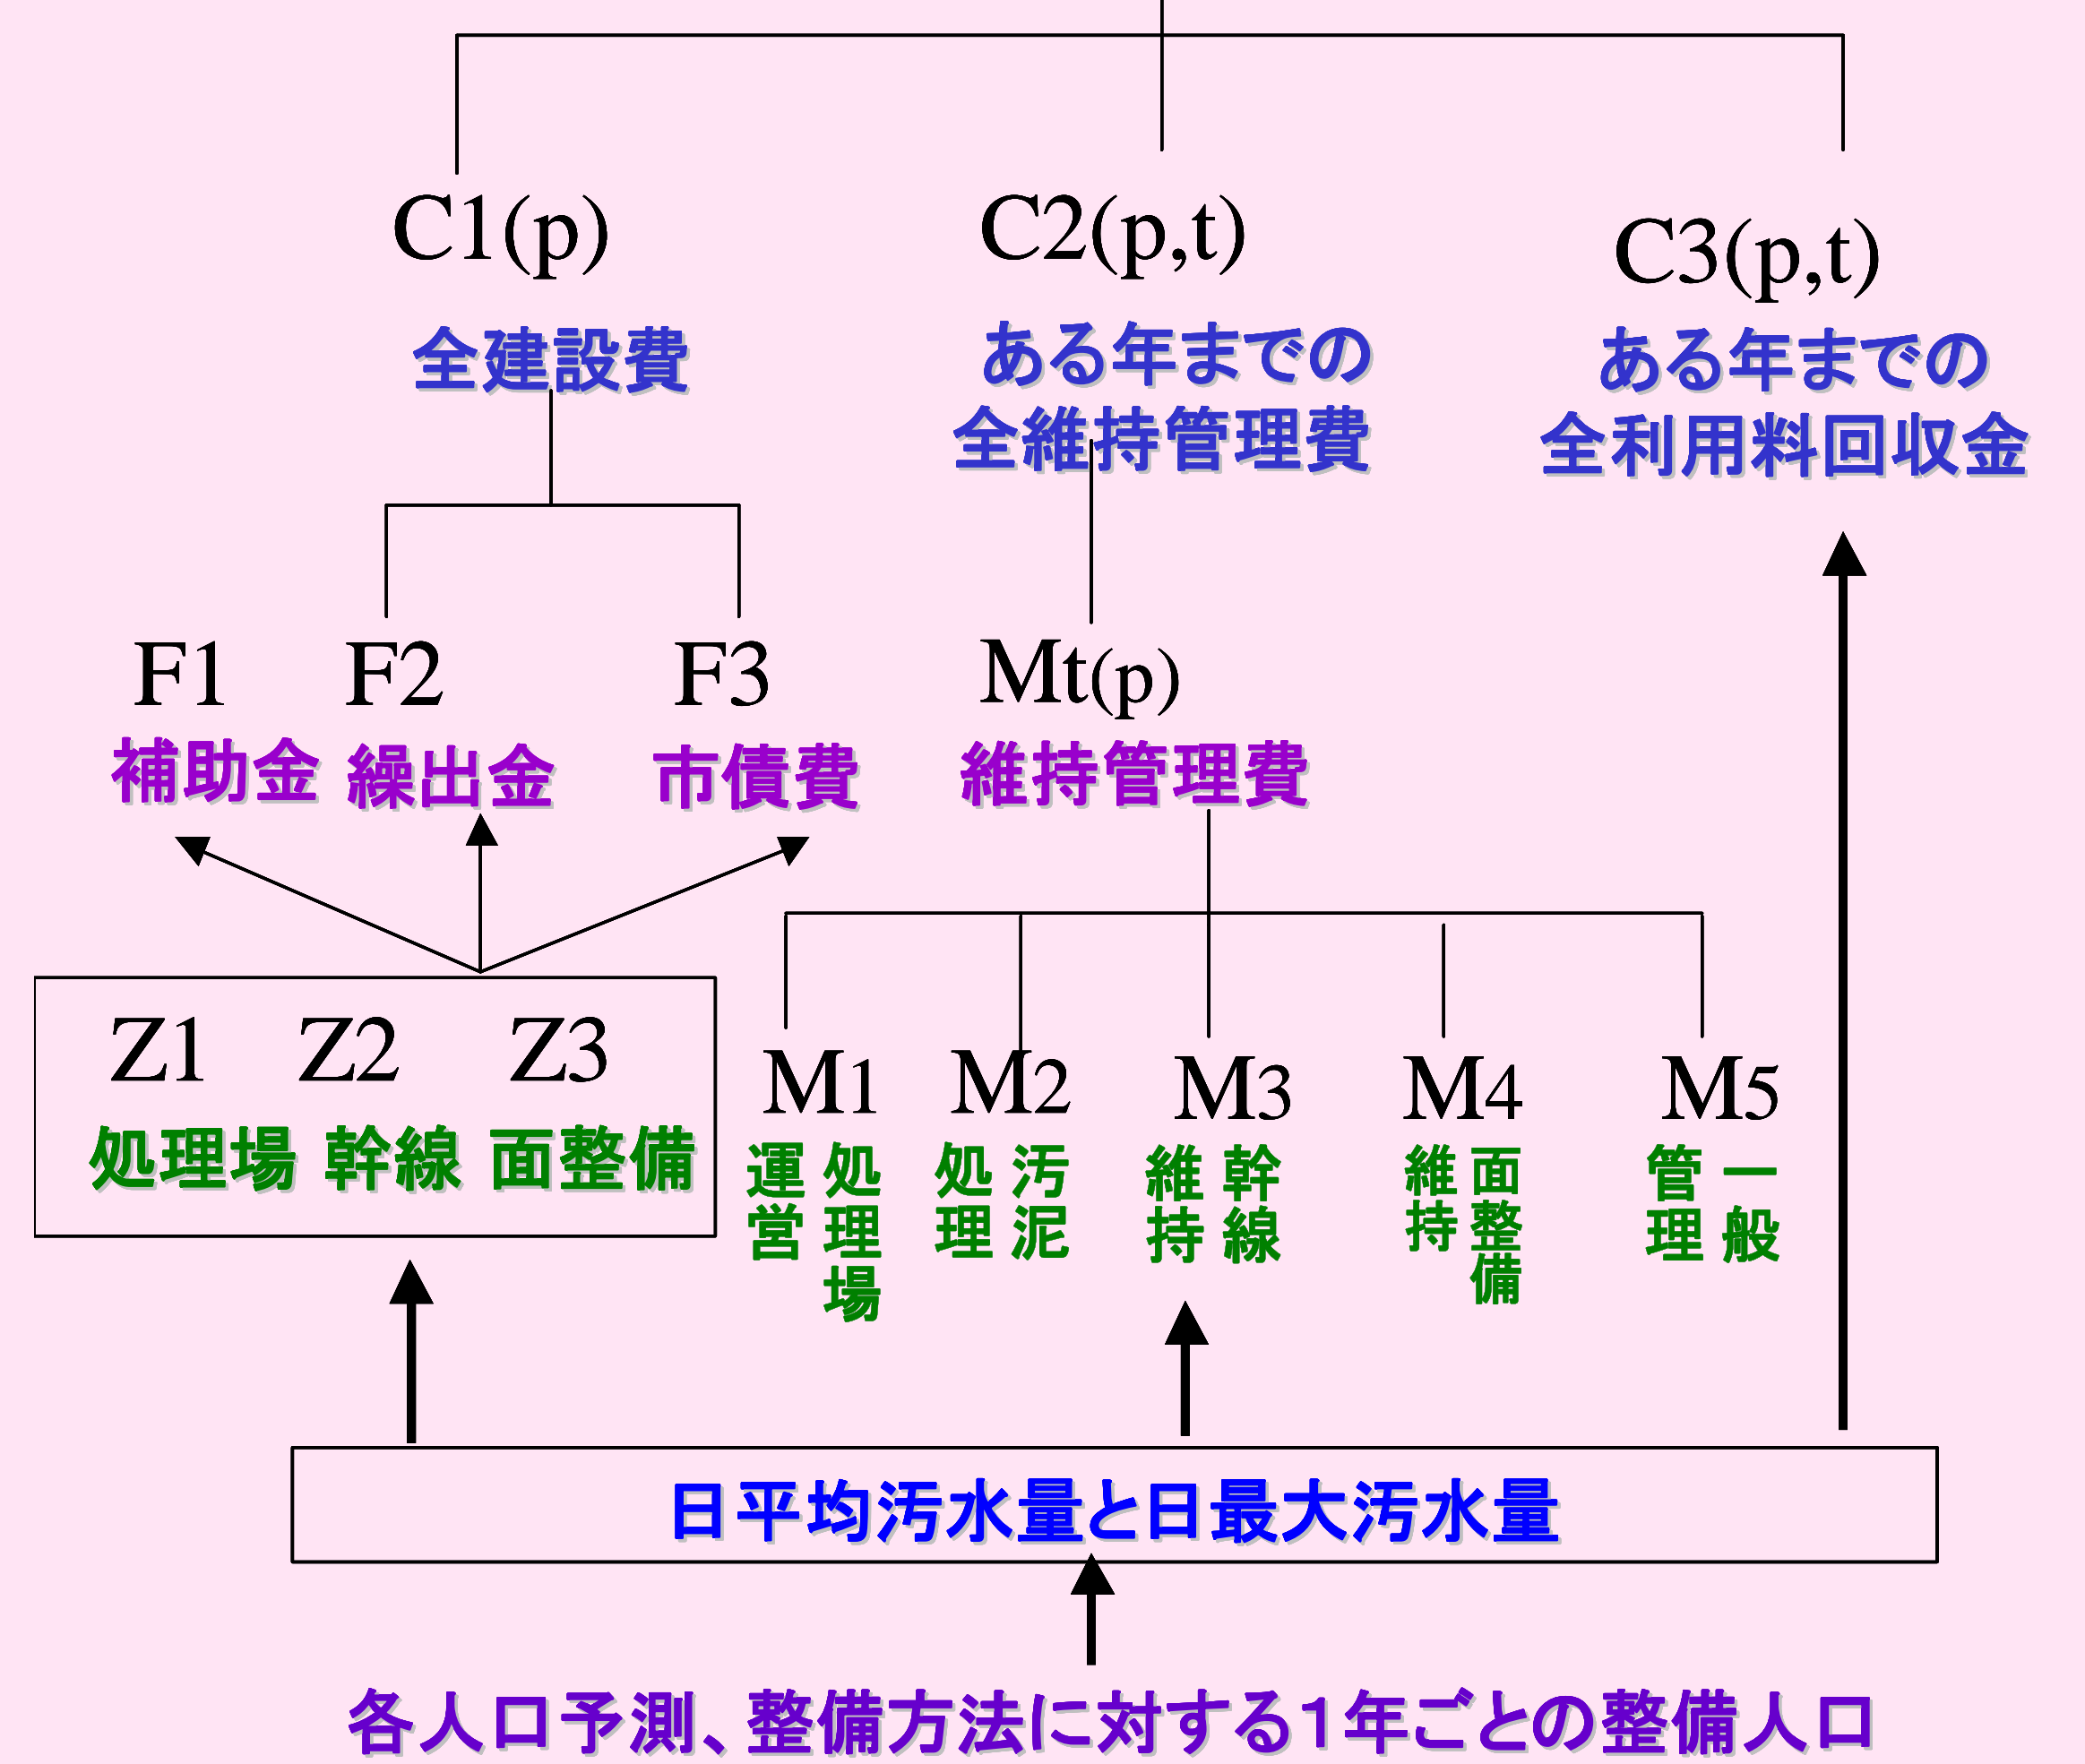 C1(p)
全建設費
C2(p,t)
ある年までの
全維持管理費
C3(p,t)
ある年までの
全利用料回収金
F1
補助金
F2
繰出金
F3
市債費
Mt(p)
維持管理費
Z1
処理場
Z2
幹線
Z3
面整備
M1
処理場
運営
M2
汚泥
処理
M3
幹線
維持
M4
面整備
維持
M5
一般
管理
日平均汚水量と日最大汚水量
各人口予測、整備方法に対する1年ごとの整備人口